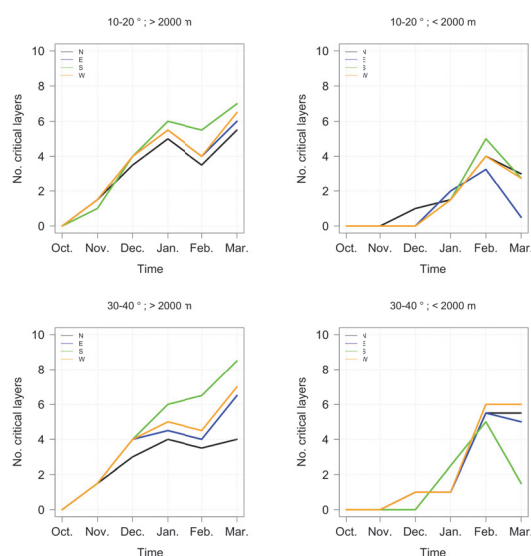 10-20 ° ; > 2000 m
No. critical layers
10
8
6
4
2
0
N
E
S
W
Oct. Nov. Dec. Jan. Feb. Mar.
Time
10-20 ° ; < 2000 m
No. critical layers
10
8
6
4
2
0
N
E
S
W
Oct. Nov. Dec. Jan. Feb. Mar.
Time
30-40 ° ; > 2000 m
No. critical layers
10
8
6
4
2
0
N
E
S
W
Oct. Nov. Dec. Jan. Feb. Mar.
Time
30-40 ° ; < 2000 m
No. critical layers
10
8
6
4
2
0
N
E
S
W
Oct. Nov. Dec. Jan. Feb. Mar.
Time